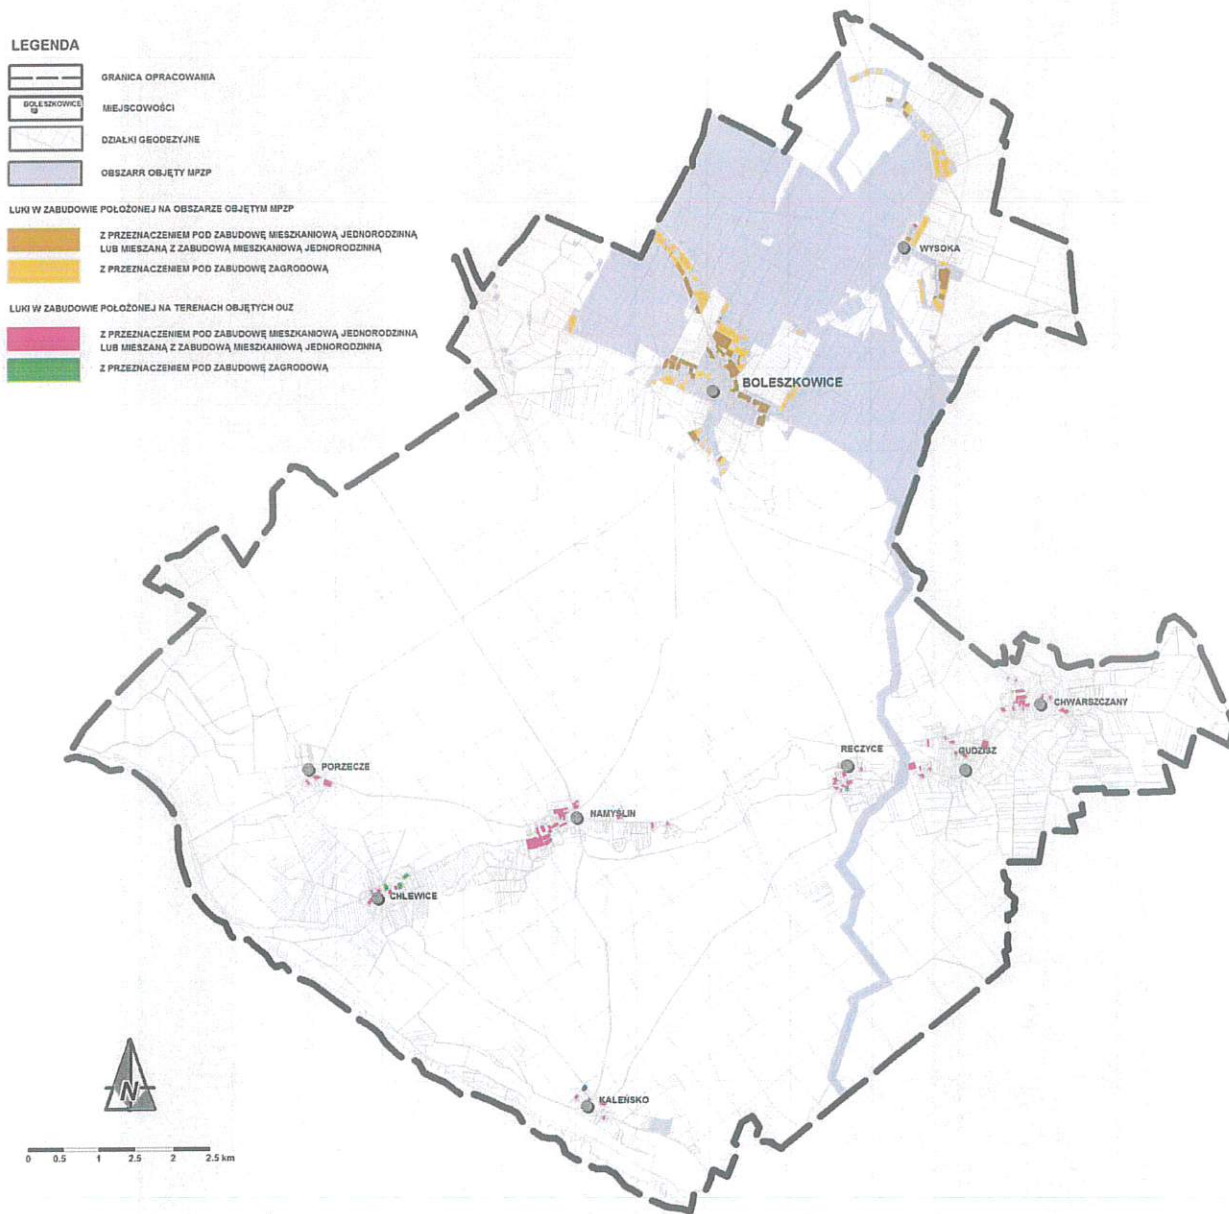 LEGENDA
GRANICA OPRACOWANIA
BOLESZKOWICE
MIEJSCOWOŚCI
DZIAŁKI GEODEZYJNE
OBSZARR OBJĘTY MPZP
LUKI W ZABUDOWIE POŁOŻONEJ NA OBSZARZE OBJĘTYM MPZP
Z PRZEZNACZENIEM POD ZABUDOWĘ MIESZKANIOWĄ JEDNORODZINNĄ
LUB MIESZANĄ Z ZABUDOWĄ MIESZKANIOWĄ JEDNORODZINNĄ
Z PRZEZNACZENIEM POD ZABUDOWĘ ZAGRODOWĄ
LUKI W ZABUDOWIE POŁOŻONEJ NA TERENACH OBJĘTYCH OUZ
Z PRZEZNACZENIEM POD ZABUDOWĘ MIESZKANIOWĄ JEDNORODZINNĄ
LUB MIESZANĄ Z ZABUDOWĄ MIESZKANIOWĄ JEDNORODZINNĄ
Z PRZEZNACZENIEM POD ZABUDOWĘ ZAGRODOWĄ
WYSOKA
BOLESZKOWICE
CHWARSZCZANY
RECZYCE
GUDZISZ
PORZECZE
NAMYŚLIN
CHLEWICE
KALEŃSKO
N
0 0.5 1 2.5 2 2.5 km